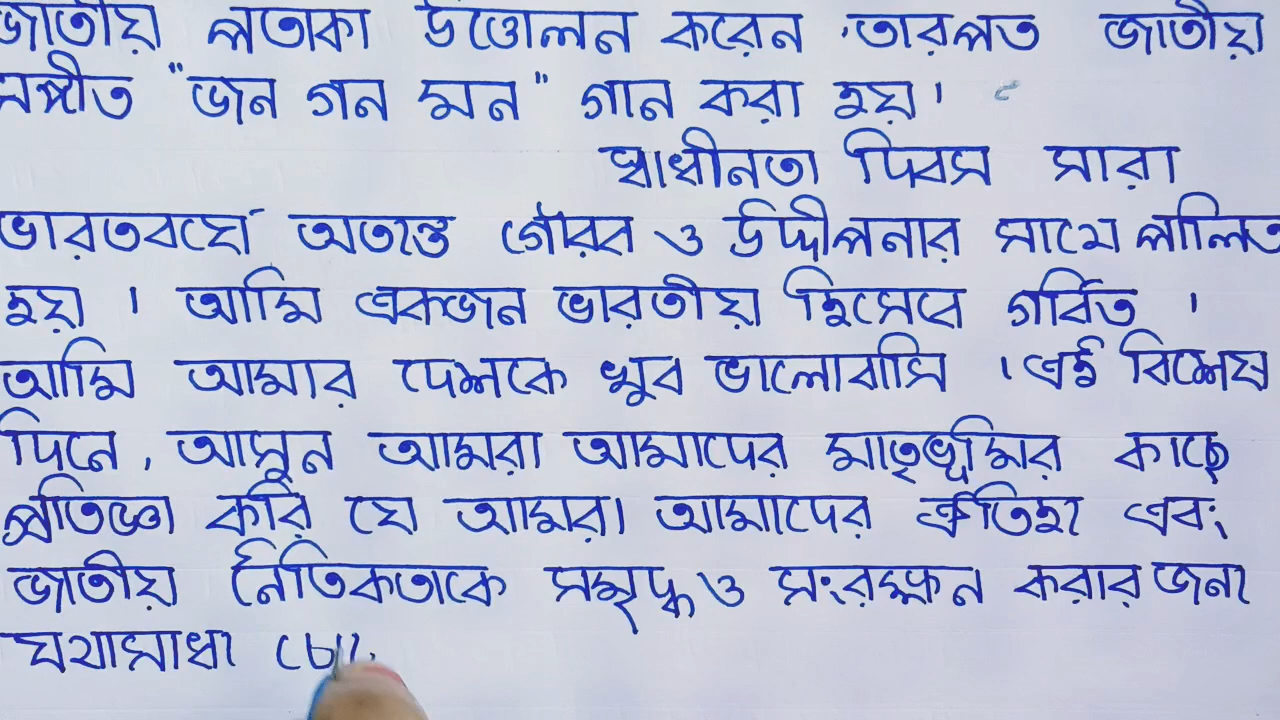 জাতীয় পতাকা উত্তোলন করেন ।তারপত জাতীয়
সঙ্গীত "জন গন মন" গান করা হয়।
স্বাধীনতা দিবস সারা
ভারতবর্ষে অত্যন্ত গৌরব ও উদ্দীপনার সাথে পালিত
হয় । আমি একজন ভারতীয় হিসেবে গর্বিত ।
আমি আমার দেশকে খুব ভালোবাসি ।এই বিশেষ
দিনে, আসুন আমরা আমাদের মাতৃভূমির কাছে
প্রতিজ্ঞা করি যে আমরা আমাদের ঐতিহ্য এবং
জাতীয় নৈতিকতাকে সমৃদ্ধ ও সংরক্ষন করার জন্য
যথাসাধ্য